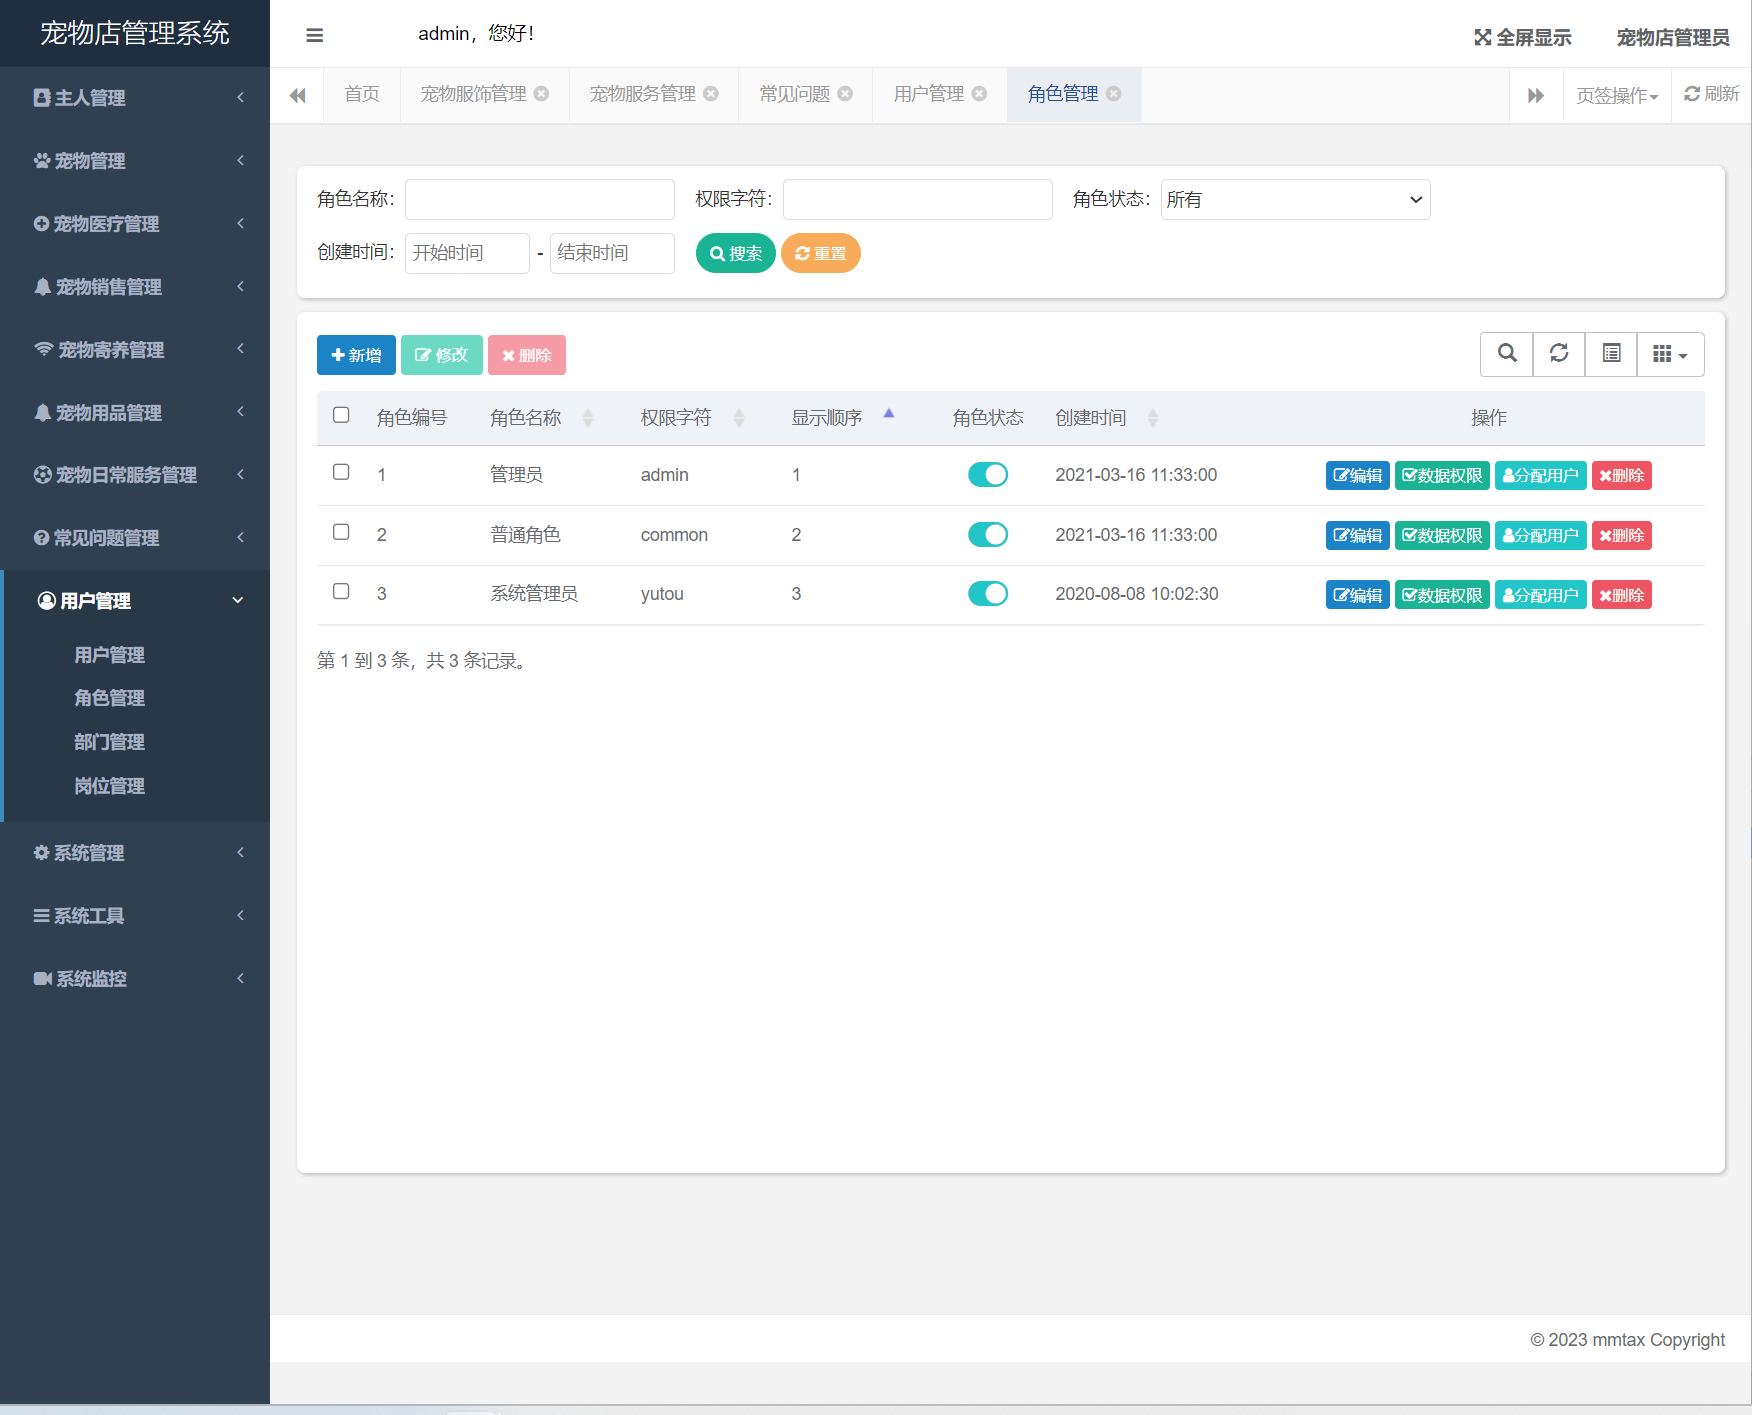 宠物店管理系统
admin，您好！
全屏显示
宠物店管理员
主人管理
宠物管理
宠物医疗管理
宠物销售管理
宠物寄养管理
宠物用品管理
宠物日常服务管理
常见问题管理
用户管理
用户管理
角色管理
部门管理
岗位管理
系统管理
系统工具
系统监控
首页
宠物服饰管理
宠物服务管理
常见问题
用户管理
角色管理
页签操作
刷新
角色名称：
权限字符：
角色状态： 所有
创建时间： 开始时间 - 结束时间
搜索
重置
新增
修改
删除
角色编号 角色名称 权限字符 显示顺序 角色状态 创建时间 操作
1 管理员 admin 1 2021-03-16 11:33:00 编辑 数据权限 分配用户 删除
2 普通角色 common 2 2021-03-16 11:33:00 编辑 数据权限 分配用户 删除
3 系统管理员 yutou 3 2020-08-08 10:02:30 编辑 数据权限 分配用户 删除
第 1 到 3 条，共 3 条记录。
© 2023 mmtax Copyright